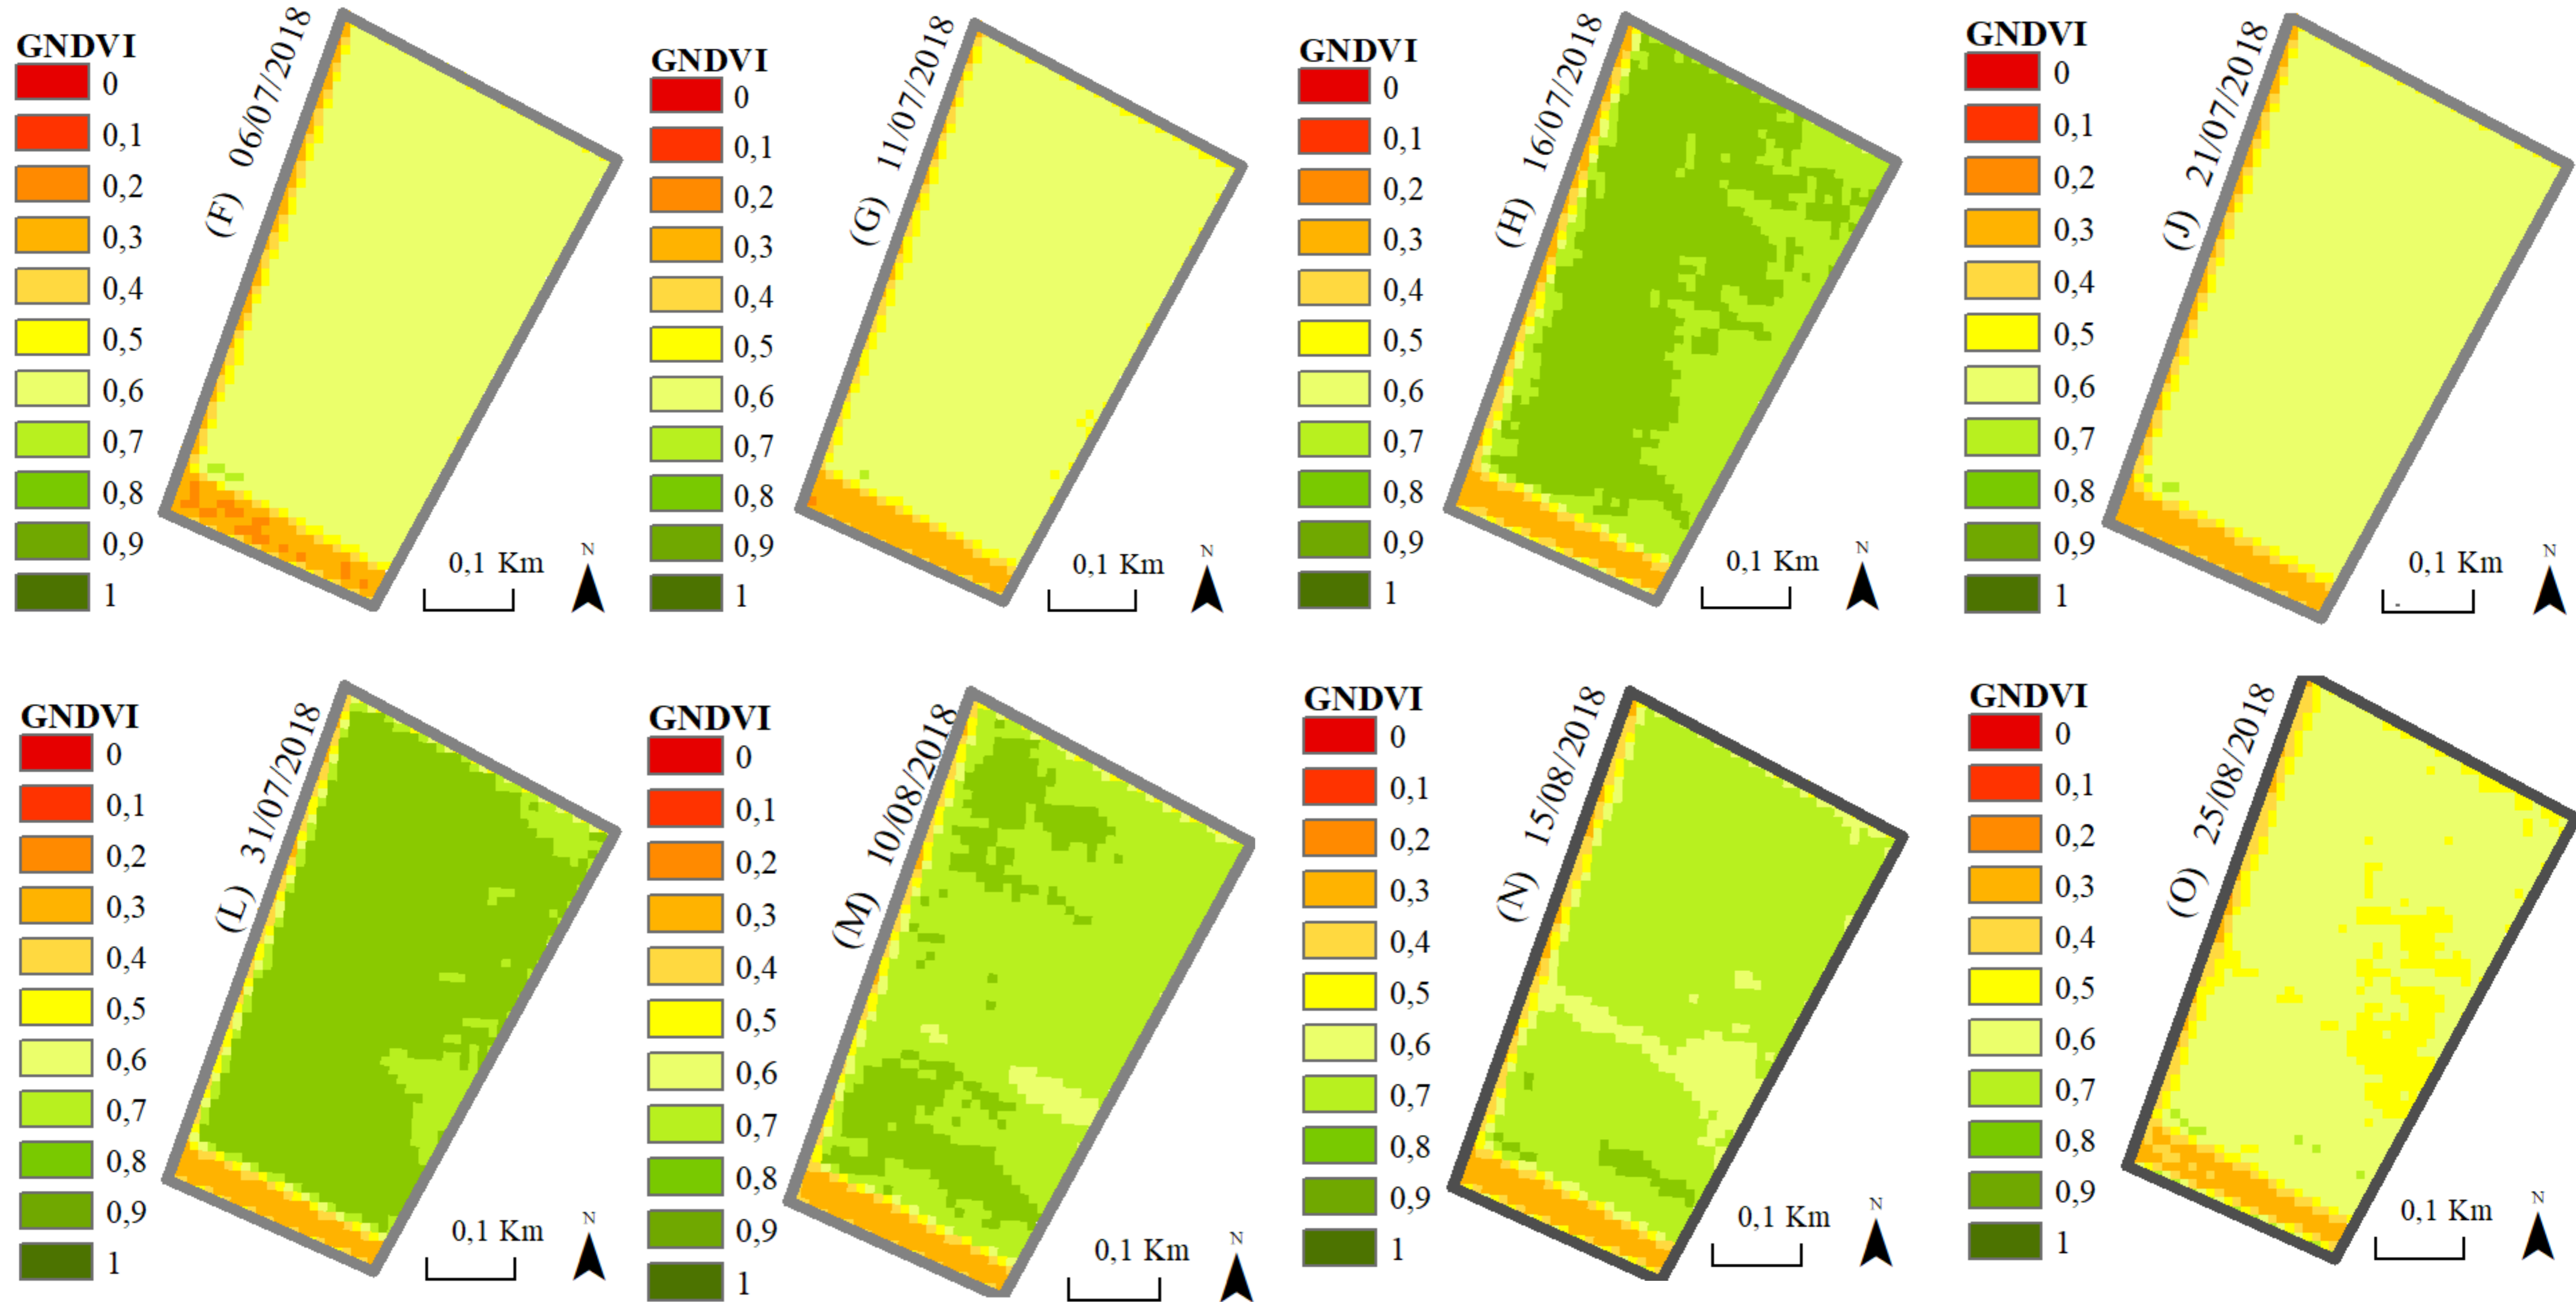 GNDVI
0
0,1
0,2
0,3
0,4
0,5
0,6
0,7
0,8
0,9
1
(F) 06/07/2018
0,1 Km
N
GNDVI
0
0,1
0,2
0,3
0,4
0,5
0,6
0,7
0,8
0,9
1
(G) 11/07/2018
0,1 Km
N
GNDVI
0
0,1
0,2
0,3
0,4
0,5
0,6
0,7
0,8
0,9
1
(H) 16/07/2018
0,1 Km
N
GNDVI
0
0,1
0,2
0,3
0,4
0,5
0,6
0,7
0,8
0,9
1
(J) 21/07/2018
0,1 Km
N
GNDVI
0
0,1
0,2
0,3
0,4
0,5
0,6
0,7
0,8
0,9
1
(L) 31/07/2018
0,1 Km
N
GNDVI
0
0,1
0,2
0,3
0,4
0,5
0,6
0,7
0,8
0,9
1
(M) 10/08/2018
0,1 Km
N
GNDVI
0
0,1
0,2
0,3
0,4
0,5
0,6
0,7
0,8
0,9
1
(N) 15/08/2018
0,1 Km
N
GNDVI
0
0,1
0,2
0,3
0,4
0,5
0,6
0,7
0,8
0,9
1
(O) 25/08/2018
0,1 Km
N